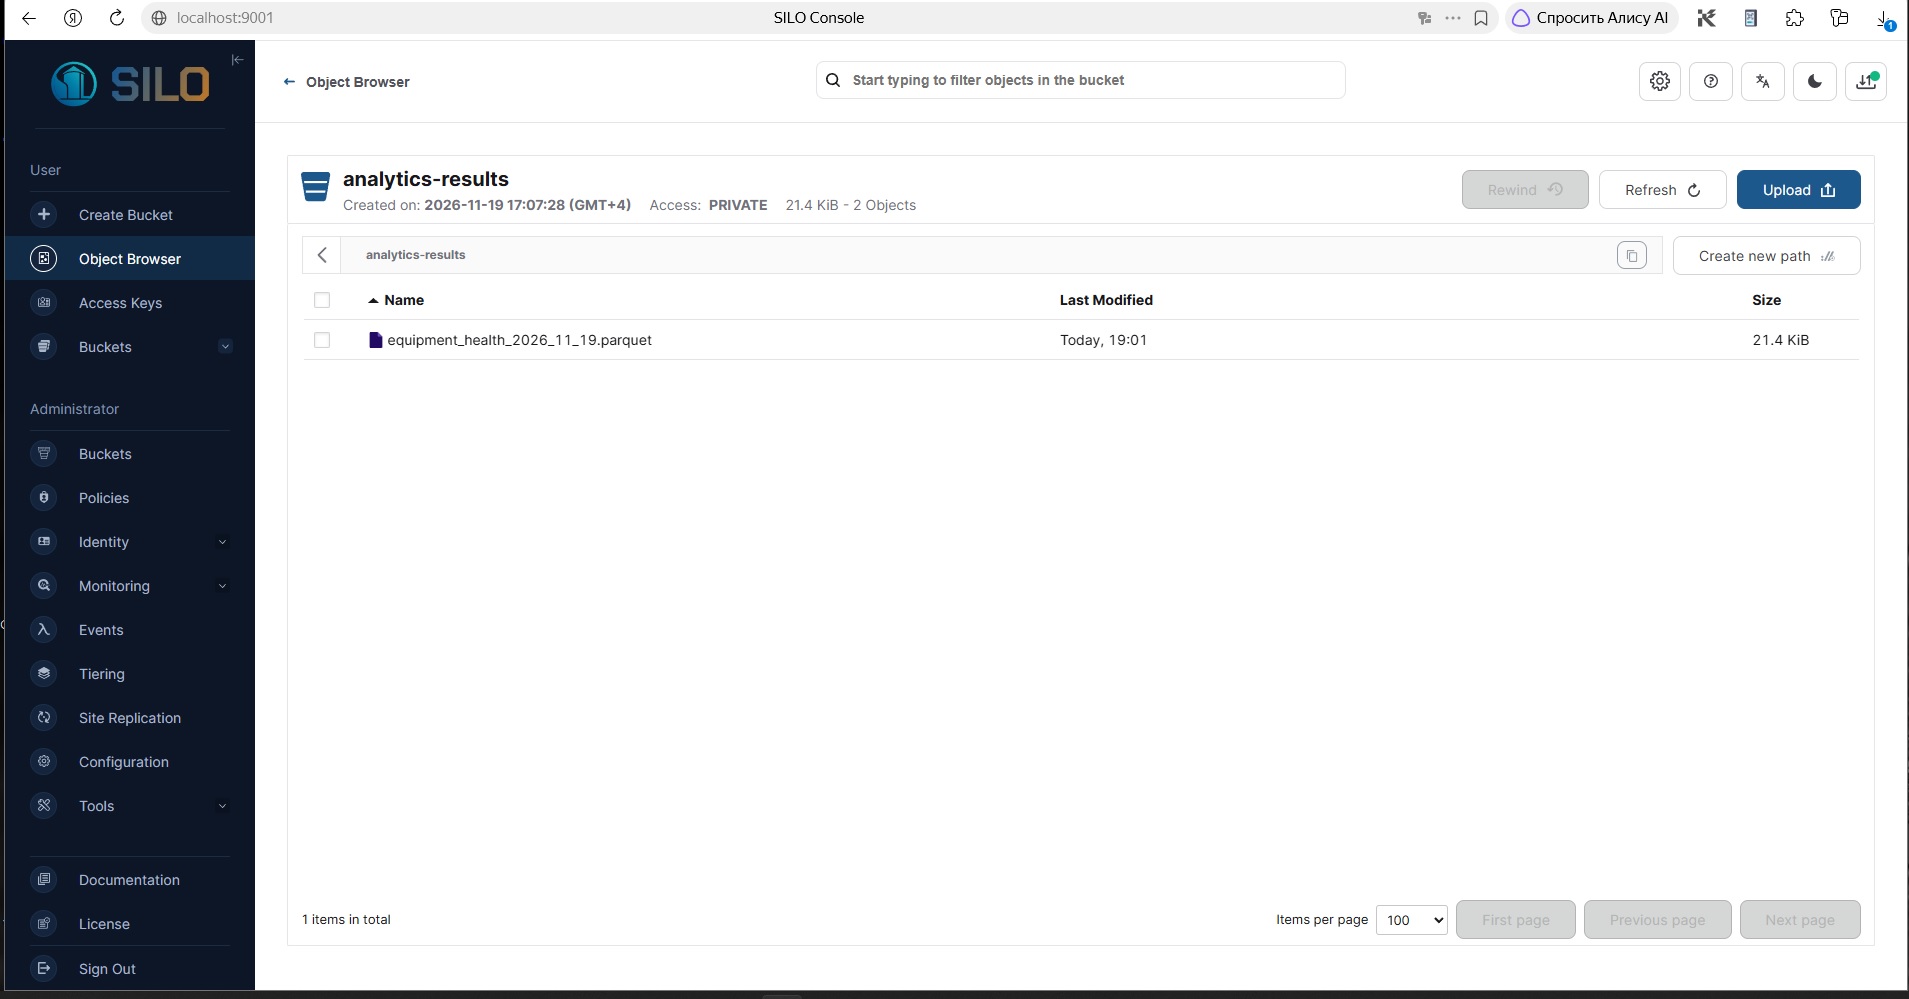 localhost:9001
SILO Console
Спросить Алису AI
1
SILO
User
Create Bucket
Object Browser
Access Keys
Buckets
Administrator
Buckets
Policies
Identity
Monitoring
Events
Tiering
Site Replication
Configuration
Tools
Documentation
License
Sign Out
Object Browser
Start typing to filter objects in the bucket
analytics-results
Created on: 2026-11-19 17:07:28 (GMT+4) Access: PRIVATE 21.4 KiB - 2 Objects
Rewind
Refresh
Upload
analytics-results
Create new path
Name Last Modified Size
equipment_health_2026_11_19.parquet Today, 19:01 21.4 KiB
1 items in total
Items per page 100 First page Previous page Next page